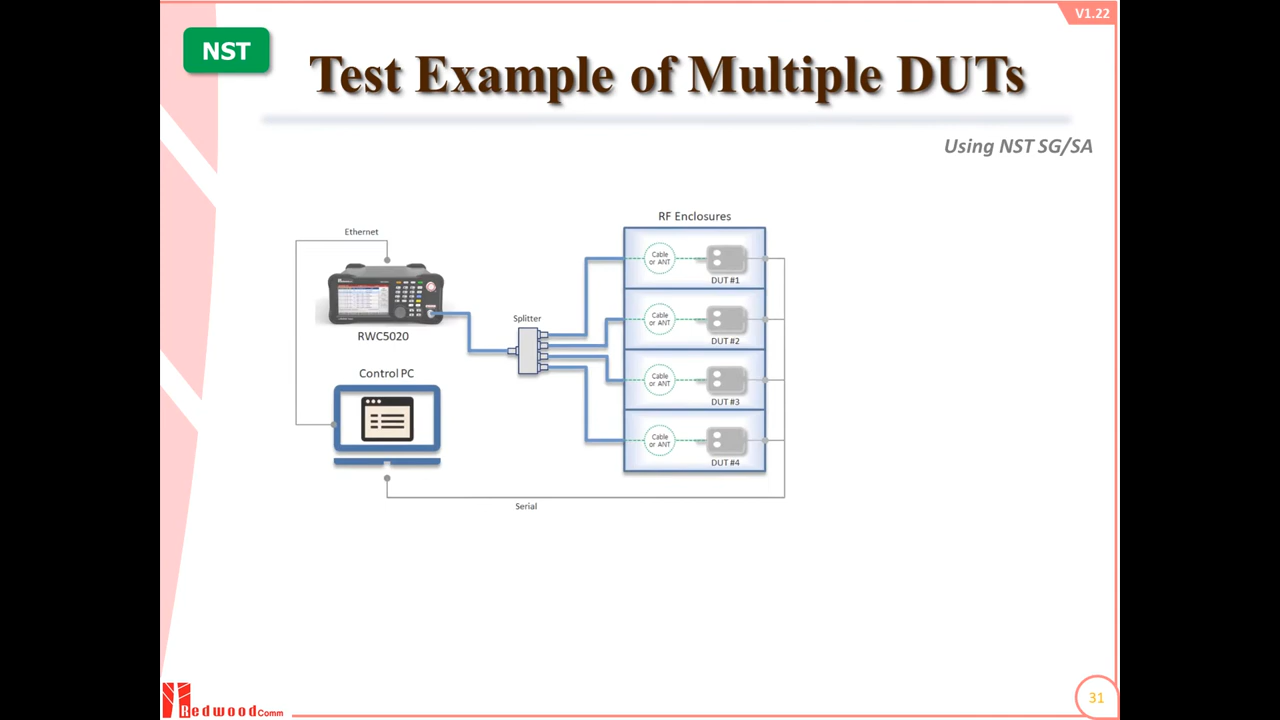 V1.22
NST
Test Example of Multiple DUTs
Using NST SG/SA
RF Enclosures
Ethernet
Cable
or ANT
DUT #1
RWC5020
Splitter
Cable
or ANT
DUT #2
Control PC
Cable
or ANT
DUT #3
Cable
or ANT
DUT #4
Serial
RedwoodComm
31